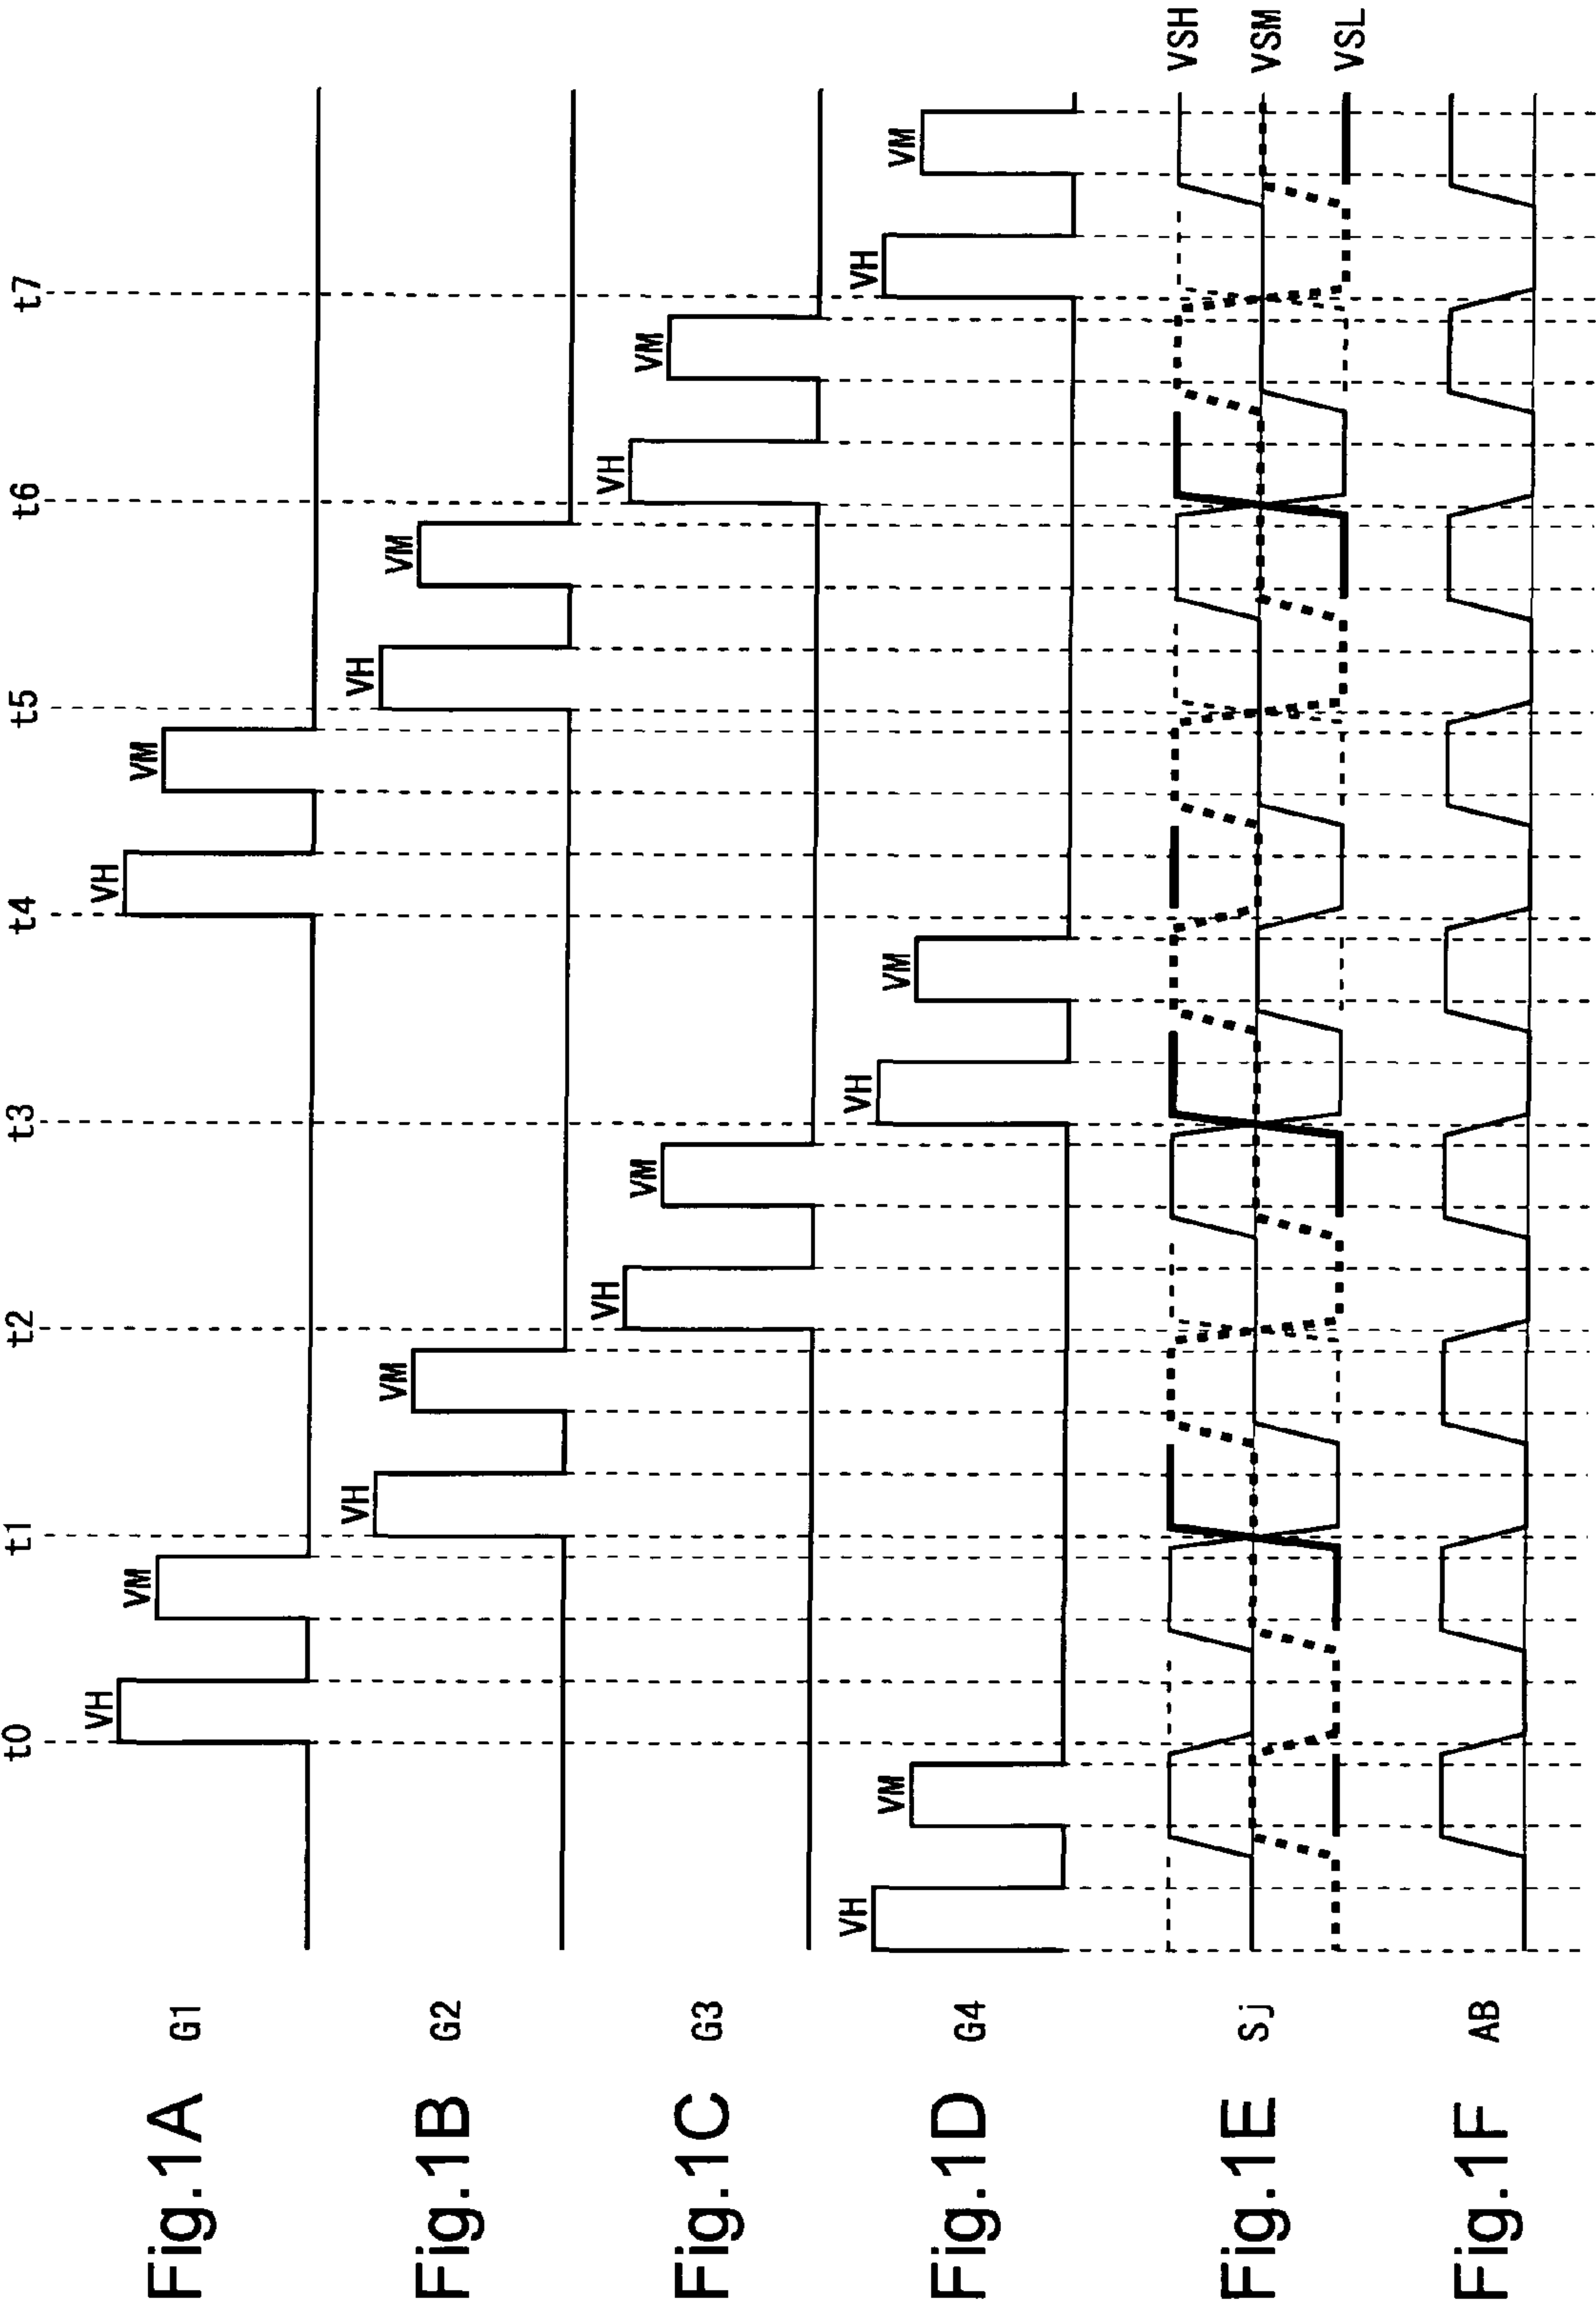 t0 t1 t2 t3 t4 t5 t6 t7
Fig.1A G1 VH VM VH VM
Fig.1B G2 VH VM VH VM
Fig.1C G3 VH VM VH VM
Fig.1D G4 VH VM VH VM VH VM
Fig.1E Sj VSH
VSM
VSL
Fig.1F AB